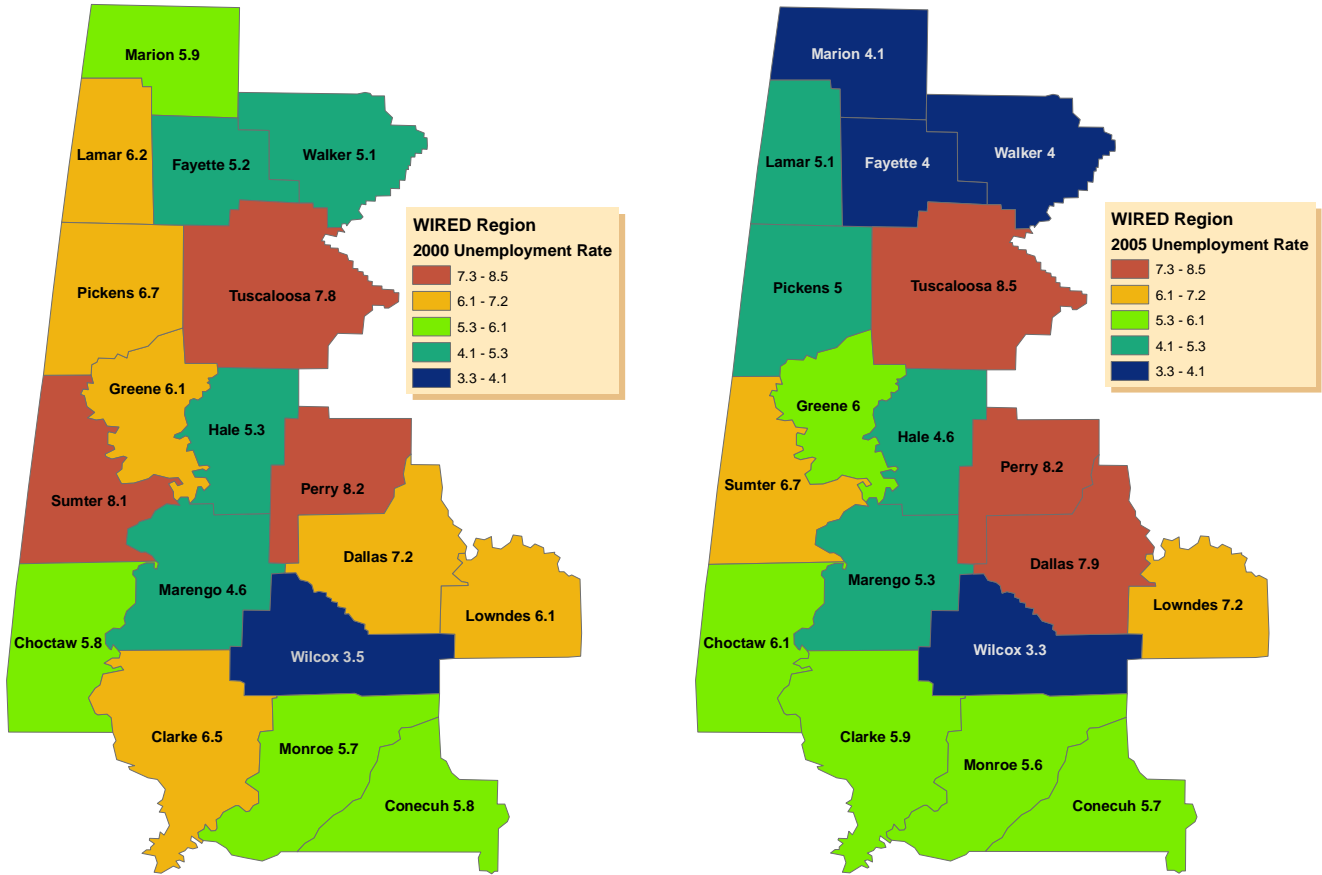 Marion 5.9
Lamar 6.2
Fayette 5.2
Walker 5.1
Pickens 6.7
Tuscaloosa 7.8
Greene 6.1
Hale 5.3
Sumter 8.1
Perry 8.2
Dallas 7.2
Marengo 4.6
Lowndes 6.1
Choctaw 5.8
Wilcox 3.5
Clarke 6.5
Monroe 5.7
Conecuh 5.8
WIRED Region
2000 Unemployment Rate
7.3 - 8.5
6.1 - 7.2
5.3 - 6.1
4.1 - 5.3
3.3 - 4.1
Marion 4.1
Lamar 5.1
Fayette 4
Walker 4
Pickens 5
Tuscaloosa 8.5
Greene 6
Hale 4.6
Sumter 6.7
Perry 8.2
Dallas 7.9
Marengo 5.3
Lowndes 7.2
Choctaw 6.1
Wilcox 3.3
Clarke 5.9
Monroe 5.6
Conecuh 5.7
WIRED Region
2005 Unemployment Rate
7.3 - 8.5
6.1 - 7.2
5.3 - 6.1
4.1 - 5.3
3.3 - 4.1